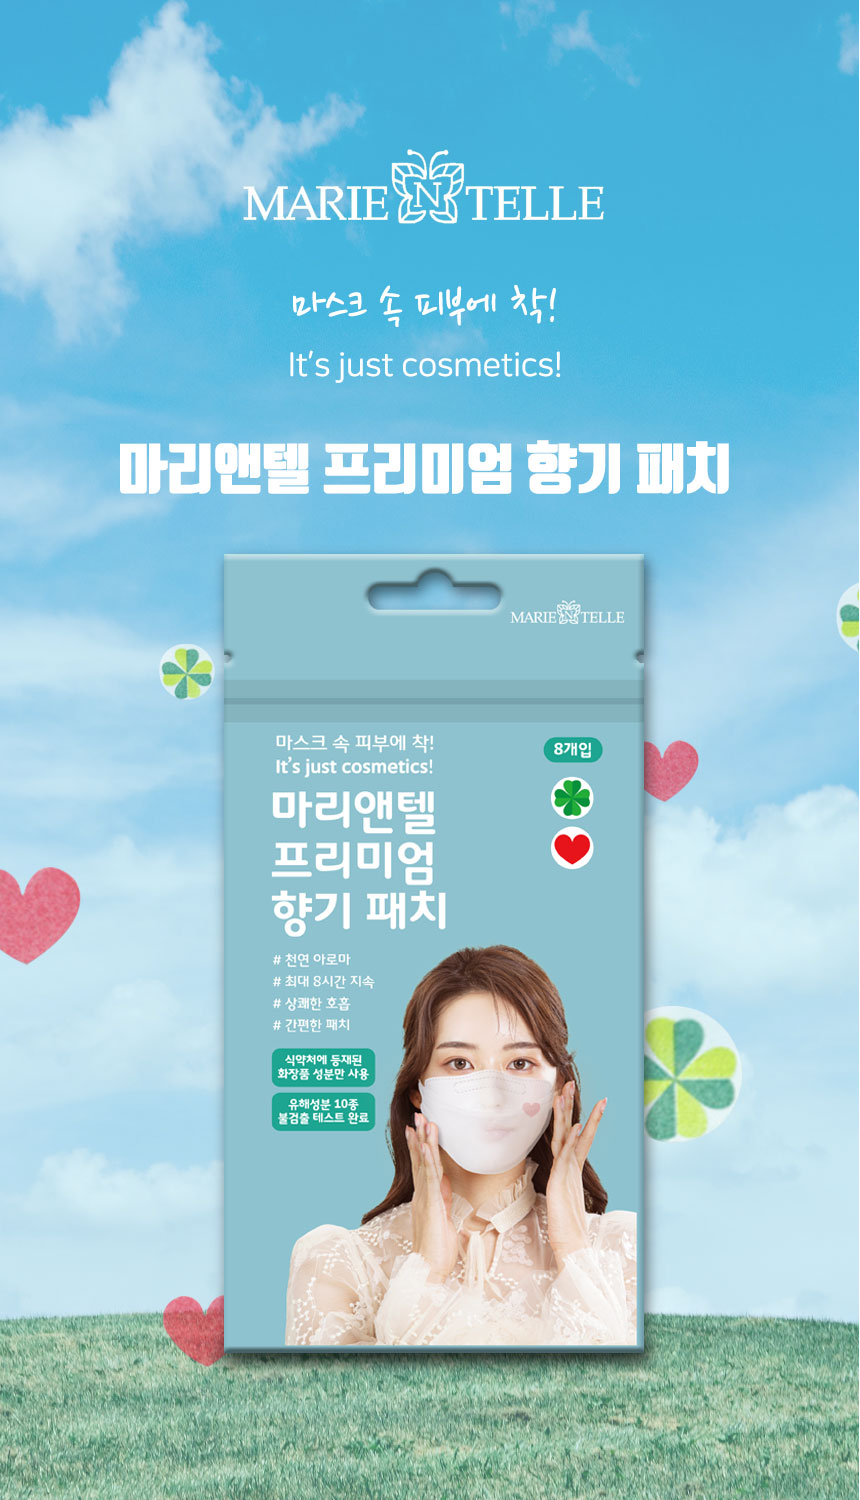 MARIE N TELLE
마스크 속 피부에 착!
It's just cosmetics!
마리앤텔 프리미엄 향기 패치
MARIE N TELLE
마스크 속 피부에 착!
It's just cosmetics!
8개입
마리앤텔
프리미엄
향기 패치
# 천연 아로마
# 최대 8시간 지속
# 상쾌한 호흡
# 간편한 패치
식약처에 등재된
화장품 성분만 사용
유해성분 10종
불검출 테스트 완료